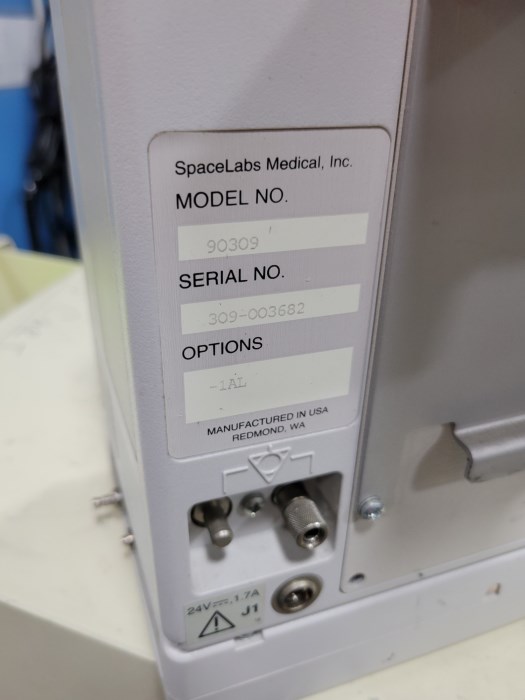 SpaceLabs Medical, Inc.
MODEL NO.
90309
SERIAL NO.
309-003682
OPTIONS
-1AL
MANUFACTURED IN USA
REDMOND, WA
24V⎓, 1.7A
J1